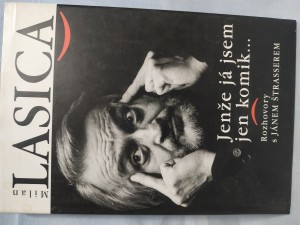 Milan
LASICA
Jenže já jsem
jen komik...
Rozhovory
s JÁNEM ŠTRASSEREM